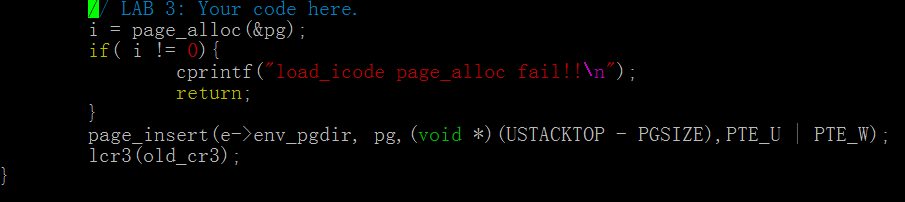 // LAB 3: Your code here.
i = page_alloc(&pg);
if( i != 0){
cprintf("load_icode page_alloc fail!!\n");
return;
}
page_insert(e->env_pgdir, pg,(void *)(USTACKTOP - PGSIZE),PTE_U | PTE_W);
lcr3(old_cr3);
}